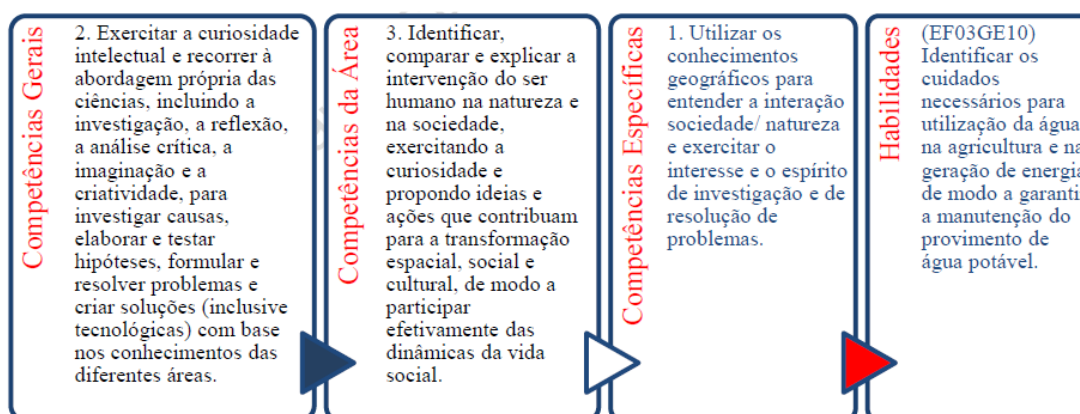 Competências Gerais
2. Exercitar a curiosidade
intelectual e recorrer à
abordagem própria das
ciências, incluindo a
investigação, a reflexão,
a análise crítica, a
imaginação e a
criatividade, para
investigar causas,
elaborar e testar
hipóteses, formular e
resolver problemas e
criar soluções (inclusive
tecnológicas) com base
nos conhecimentos das
diferentes áreas.
Competências da Área
3. Identificar,
comparar e explicar a
intervenção do ser
humano na natureza e
na sociedade,
exercitando a
curiosidade e
propondo ideias e
ações que contribuam
para a transformação
espacial, social e
cultural, de modo a
participar
efetivamente das
dinâmicas da vida
social.
Competências Específicas
1. Utilizar os
conhecimentos
geográficos para
entender a interação
sociedade/ natureza
e exercitar o
interesse e o espírito
de investigação e de
resolução de
problemas.
Habilidades
(EF03GE10)
Identificar os
cuidados
necessários para
utilização da água
na agricultura e na
geração de energia
de modo a garanti
a manutenção do
provimento de
água potável.